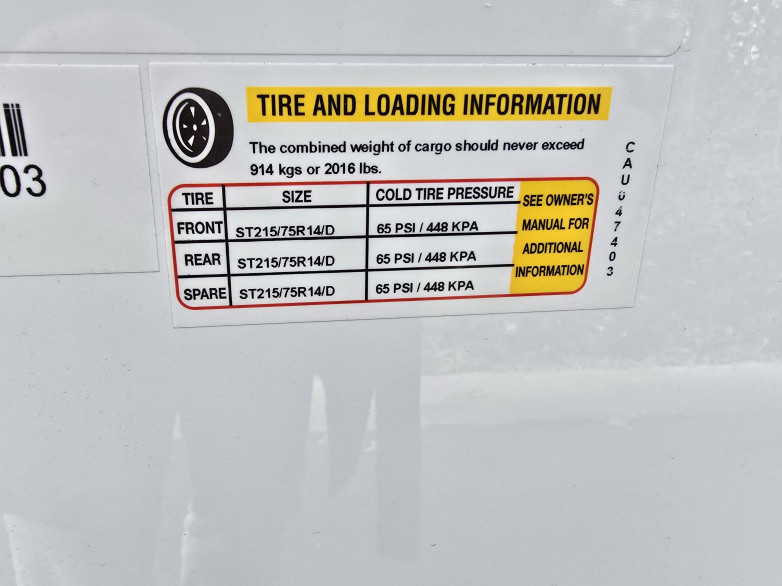 TIRE AND LOADING INFORMATION
The combined weight of cargo should never exceed
914 kgs or 2016 lbs.
TIRE SIZE COLD TIRE PRESSURE
FRONT ST215/75R14/D 65 PSI / 448 KPA
REAR ST215/75R14/D 65 PSI / 448 KPA
SPARE ST215/75R14/D 65 PSI / 448 KPA
SEE OWNER'S
MANUAL FOR
ADDITIONAL
INFORMATION
CAU047403
03